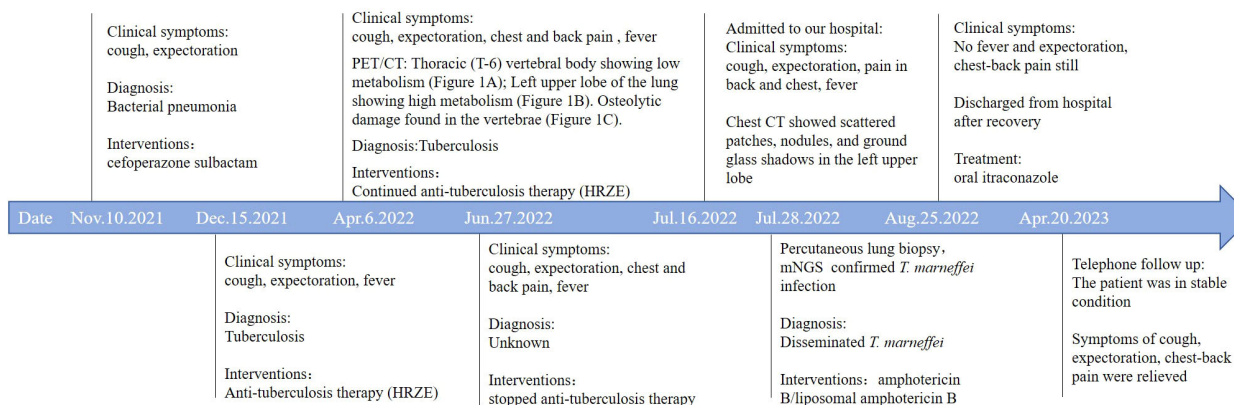 Clinical symptoms:
cough, expectoration
Diagnosis:
Bacterial pneumonia
Interventions：
cefoperazone sulbactam
Clinical symptoms:
cough, expectoration, chest and back pain , fever
PET/CT: Thoracic (T-6) vertebral body showing low
metabolism (Figure 1A); Left upper lobe of the lung
showing high metabolism (Figure 1B). Osteolytic
damage found in the vertebrae (Figure 1C).
Diagnosis:Tuberculosis
Interventions：
Continued anti-tuberculosis therapy (HRZE)
Admitted to our hospital:
Clinical symptoms:
cough, expectoration, pain in
back and chest, fever
Chest CT showed scattered
patches, nodules, and ground
glass shadows in the left upper
lobe
Clinical symptoms:
No fever and expectoration,
chest-back pain still
Discharged from hospital
after recovery
Treatment:
oral itraconazole
Date Nov.10.2021 Dec.15.2021 Apr.6.2022 Jun.27.2022 Jul.16.2022 Jul.28.2022 Aug.25.2022 Apr.20.2023
Clinical symptoms:
cough, expectoration, fever
Diagnosis:
Tuberculosis
Interventions:
Anti-tuberculosis therapy (HRZE)
Clinical symptoms:
cough, expectoration, chest and
back pain, fever
Diagnosis:
Unknown
Interventions:
stopped anti-tuberculosis therapy
Percutaneous lung biopsy，
mNGS confirmed T. marneffei
infection
Diagnosis:
Disseminated T. marneffei
Interventions：amphotericin
B/liposomal amphotericin B
Telephone follow up:
The patient was in stable
condition
Symptoms of cough,
expectoration, chest-back
pain were relieved